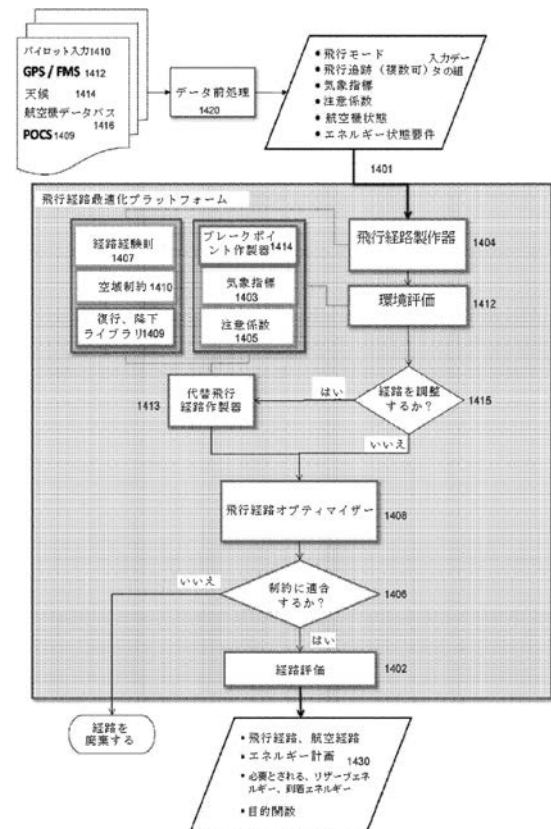 パイロット入力1410
GPS / FMS 1412
天候 1414
航空機データバス
1416
POCS 1409
データ前処理
1420
●飛行モード
●飛行追跡（複数可）
●気象指標
●注意係数
●航空機状態
●エネルギー状態要件
入力デー
タの組
1401
飛行経路最適化プラットフォーム
経路経験則
1407
空域制約 1410
復行、降下
ライブラリ1409
ブレークポ
イント作製器
1414
気象指標
1403
注意係数
1405
飛行経路製作器
1404
環境評価
1412
代替飛行
経路作製器
1413
はい
経路を調整
するか？
1415
いいえ
飛行経路オプティマイザー
1408
いいえ
制約に適合
するか？
1406
はい
経路評価
1402
経路を
廃棄する
•飛行経路、航空経路
•エネルギー計画
1430
•必要とされる、リザーブエネ
ルギー、到着エネルギー
•目的関数